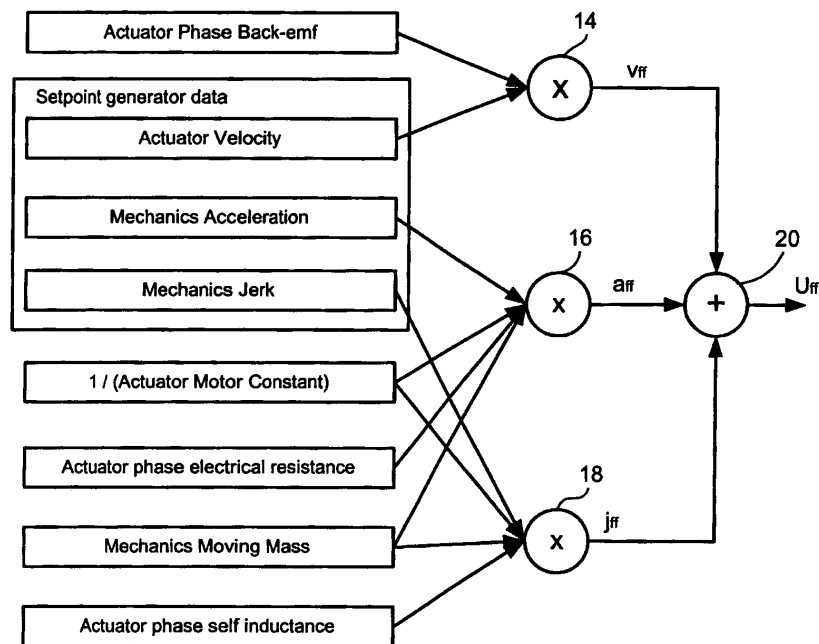 Actuator Phase Back-emf
14
X
Vff
Setpoint generator data
Actuator Velocity
Mechanics Acceleration
16
x
aff
20
+
Uff
Mechanics Jerk
1 / (Actuator Motor Constant)
Actuator phase electrical resistance
18
x
jff
Mechanics Moving Mass
Actuator phase self inductance